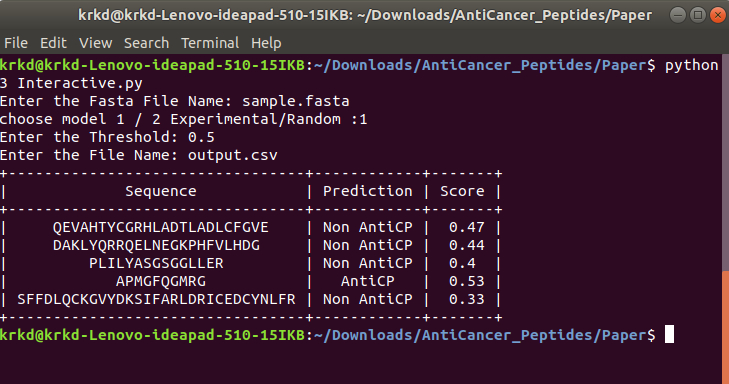 krkd@krkd-Lenovo-ideapad-510-15IKB: ~/Downloads/AntiCancer_Peptides/Paper
File Edit View Search Terminal Help
krkd@krkd-Lenovo-ideapad-510-15IKB:~/Downloads/AntiCancer_Peptides/Paper$ python
3 Interactive.py
Enter the Fasta File Name: sample.fasta
choose model 1 / 2 Experimental/Random :1
Enter the Threshold: 0.5
Enter the File Name: output.csv
+---------------------------------+------------+-------+
| Sequence | Prediction | Score |
+---------------------------------+------------+-------+
| QEVAHTYCGRHLADTLADLCFGVE | Non AntiCP | 0.47 |
| DAKLYQRRQELNEGKPHFVLHDG | Non AntiCP | 0.44 |
| PLILYASGSGGLLER | Non AntiCP | 0.4 |
| APMGFQGMRG | AntiCP | 0.53 |
| SFFDLQCKGVYDKSIFARLDRICEDCYNLFR | Non AntiCP | 0.33 |
+---------------------------------+------------+-------+
krkd@krkd-Lenovo-ideapad-510-15IKB:~/Downloads/AntiCancer_Peptides/Paper$